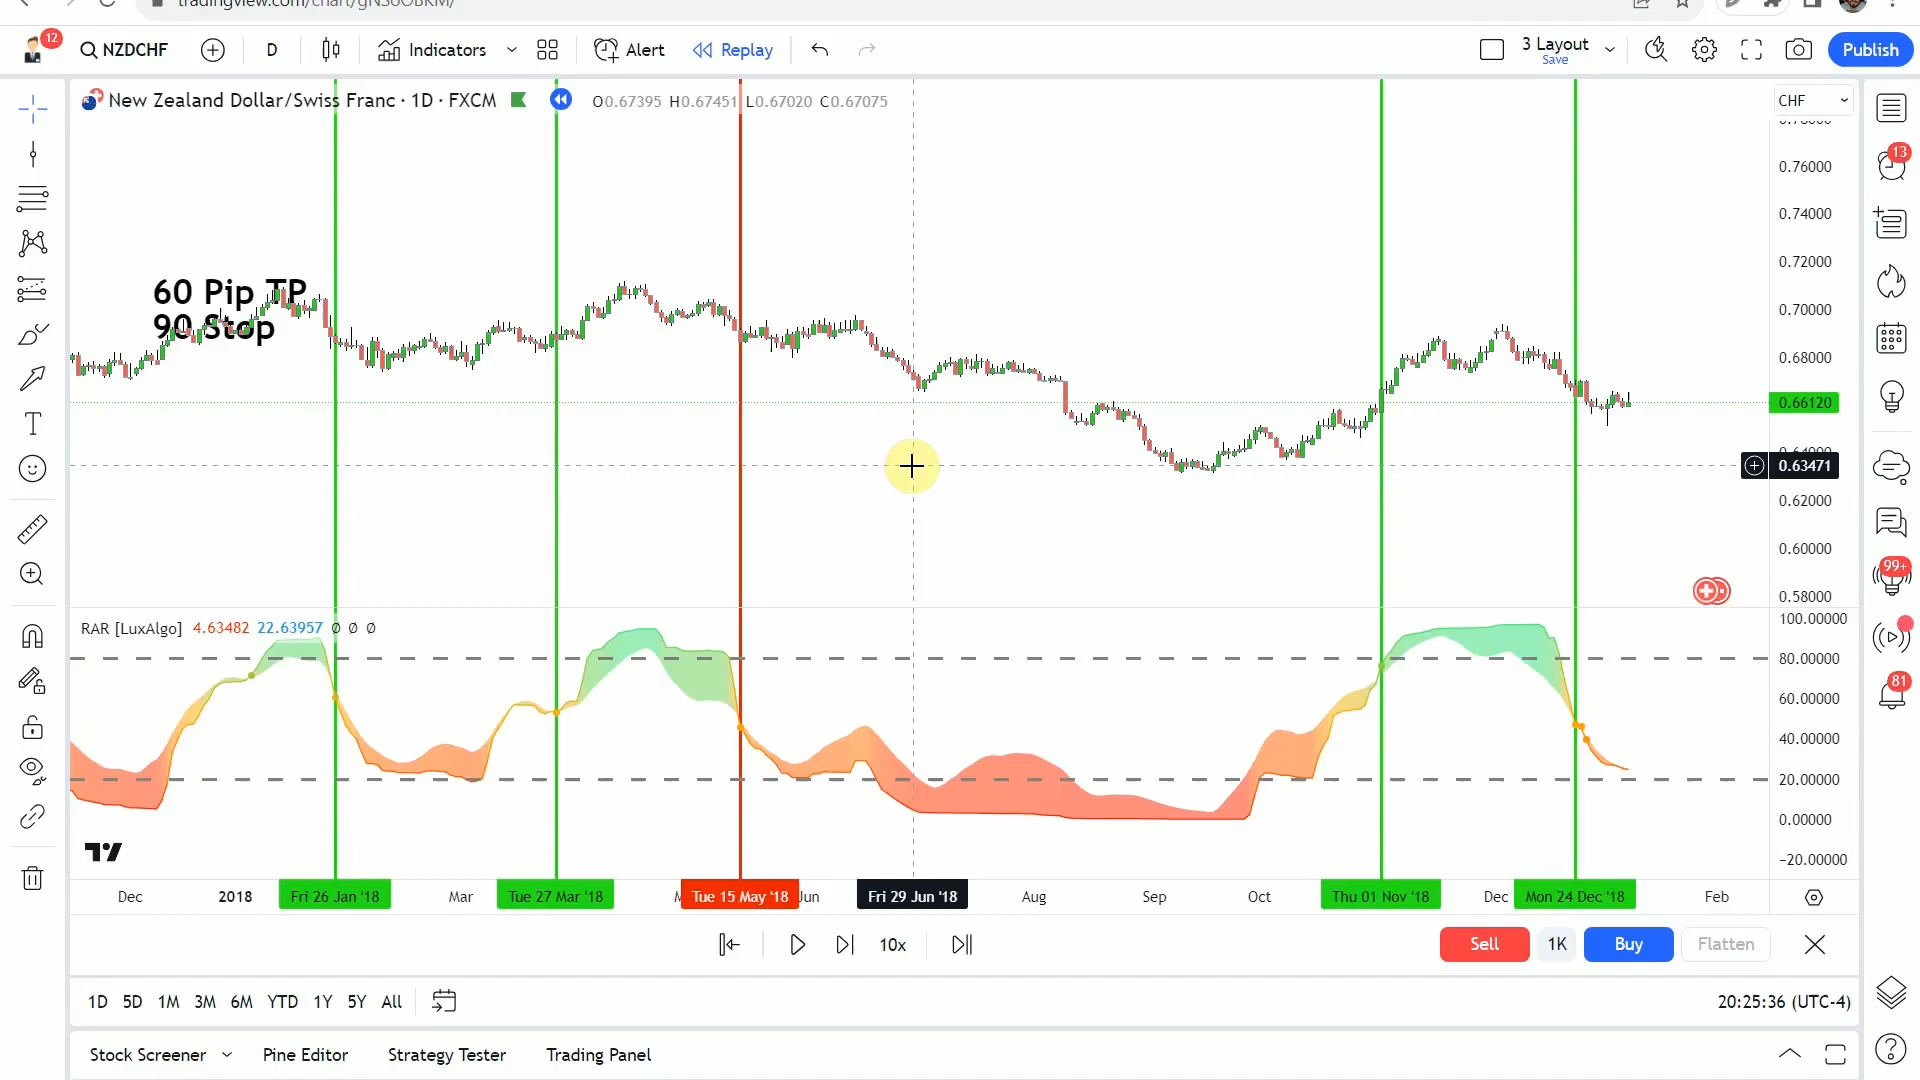 tradingview.com/chart/gNS6OBKM/
12
NZDCHF
D
Indicators
Alert
Replay
3 Layout
Save
Publish
New Zealand Dollar/Swiss Franc · 1D · FXCM
O0.67395 H0.67451 L0.67020 C0.67075
CHF
0.76000
0.74000
0.72000
0.70000
0.68000
0.66120
0.64000
0.63471
0.62000
0.60000
0.58000
60 Pip TP
90 Stop
RAR [LuxAlgo] 4.63482 22.63957 Ø Ø Ø
100.00000
80.00000
60.00000
40.00000
20.00000
0.00000
−20.00000
13
99+
81
Dec
2018
Fri 26 Jan '18
Mar
Tue 27 Mar '18
Tue 15 May '18
Jun
Fri 29 Jun '18
Aug
Sep
Oct
Thu 01 Nov '18
Dec
Mon 24 Dec '18
Feb
10x
Sell
1K
Buy
Flatten
1D 5D 1M 3M 6M YTD 1Y 5Y All
20:25:36 (UTC-4)
Stock Screener
Pine Editor
Strategy Tester
Trading Panel